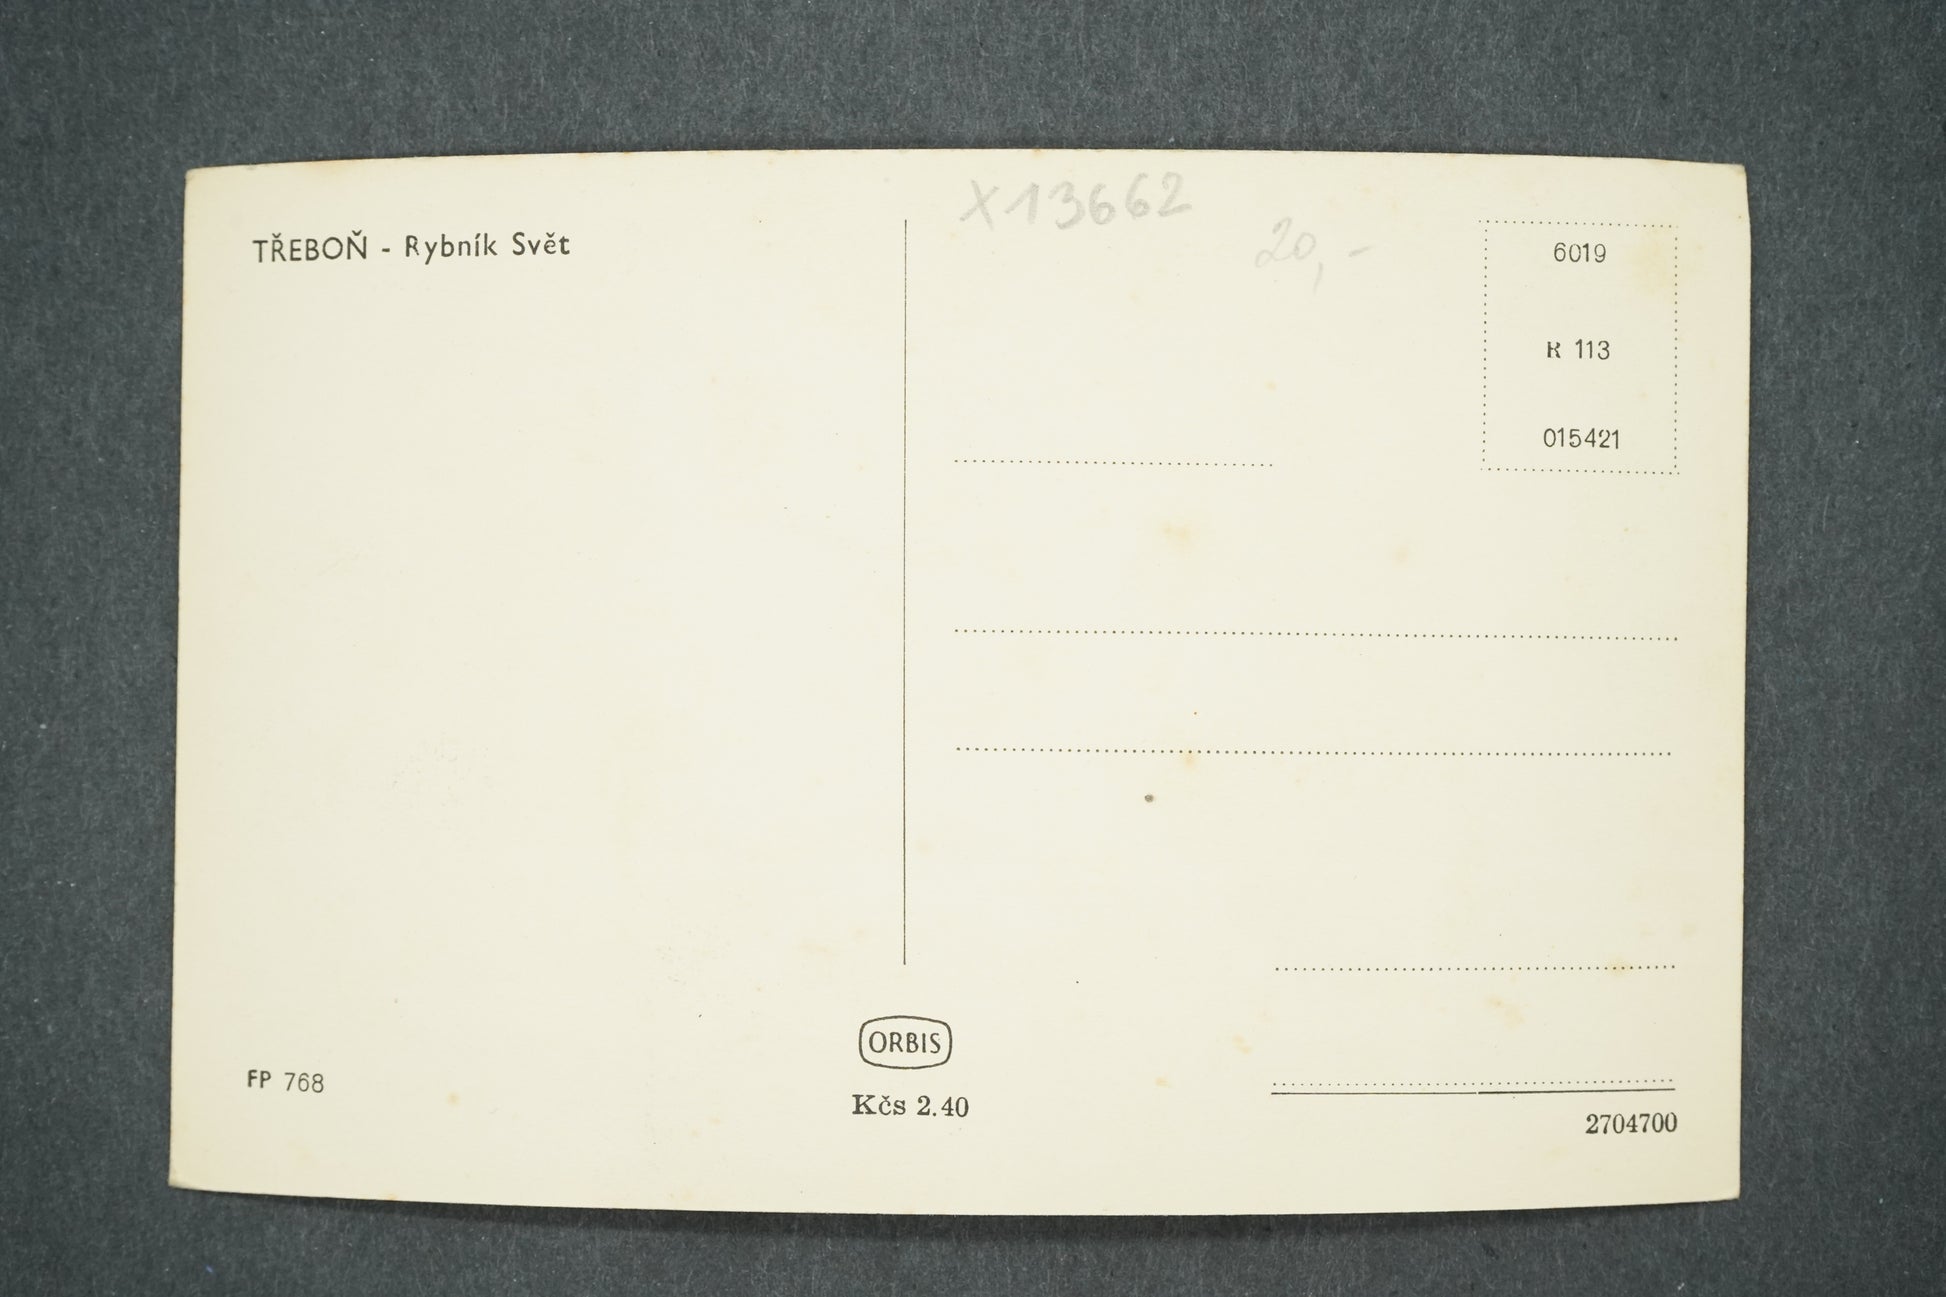 TŘEBOŇ - Rybník Svět
X13662
20,-
6019
R 113
015421
FP 768
ORBIS
Kčs 2.40
2704700